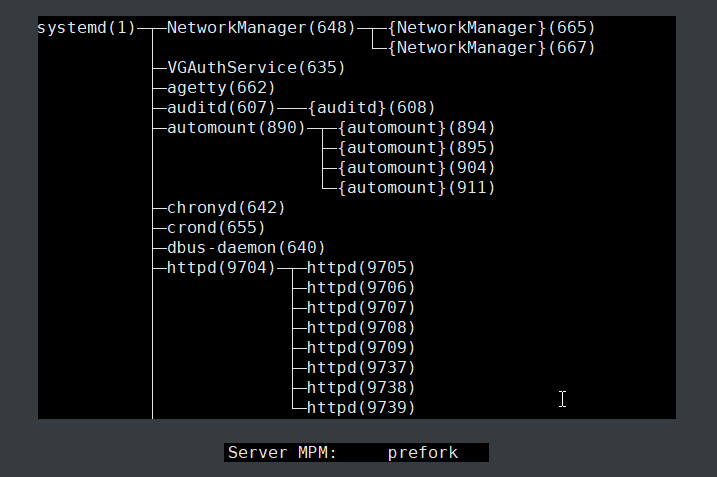 systemd(1)─┬─NetworkManager(648)─┬─{NetworkManager}(665)
└─{NetworkManager}(667)
├─VGAuthService(635)
├─agetty(662)
├─auditd(607)───{auditd}(608)
├─automount(890)─┬─{automount}(894)
├─{automount}(895)
├─{automount}(904)
└─{automount}(911)
├─chronyd(642)
├─crond(655)
├─dbus-daemon(640)
├─httpd(9704)─┬─httpd(9705)
├─httpd(9706)
├─httpd(9707)
├─httpd(9708)
├─httpd(9709)
├─httpd(9737)
├─httpd(9738)
└─httpd(9739)
Server MPM:     prefork